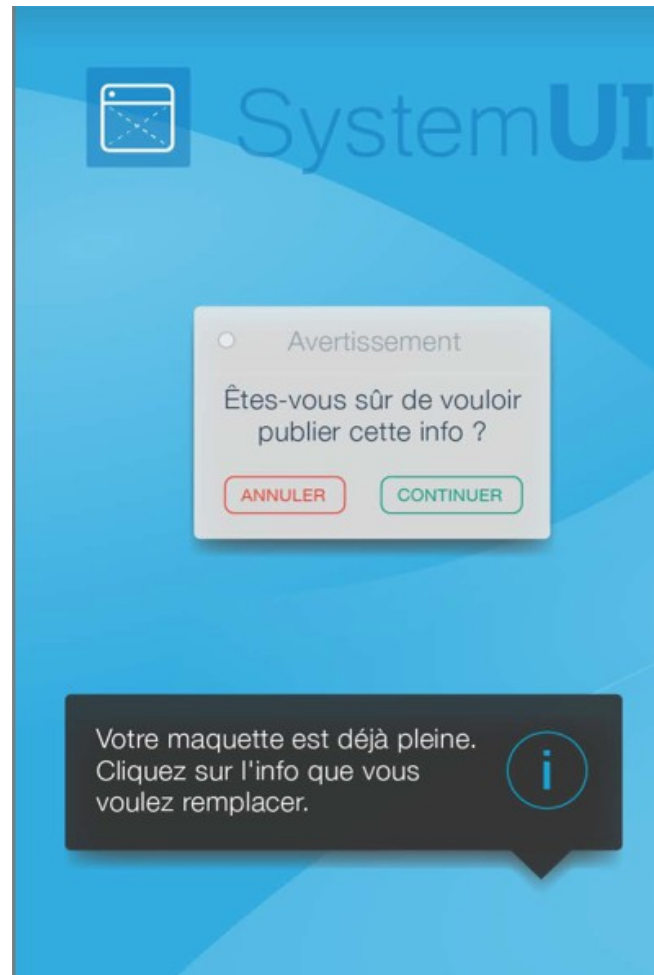 SystemUI
Avertissement
Êtes-vous sûr de vouloir
publier cette info ?
ANNULER CONTINUER
Votre maquette est déjà pleine.
Cliquez sur l'info que vous
voulez remplacer.